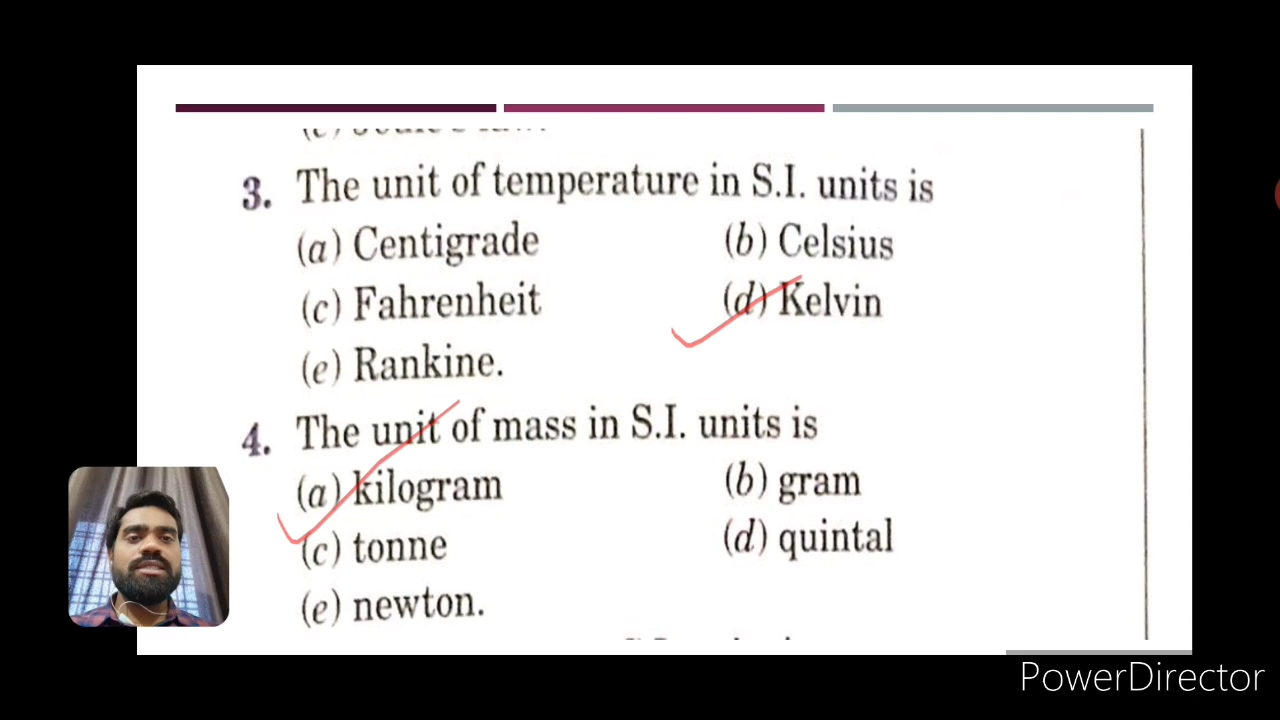 3. The unit of temperature in S.I. units is
(a) Centigrade (b) Celsius
(c) Fahrenheit (d) Kelvin
(e) Rankine.
4. The unit of mass in S.I. units is
(a) kilogram (b) gram
(c) tonne (d) quintal
(e) newton.
PowerDirector